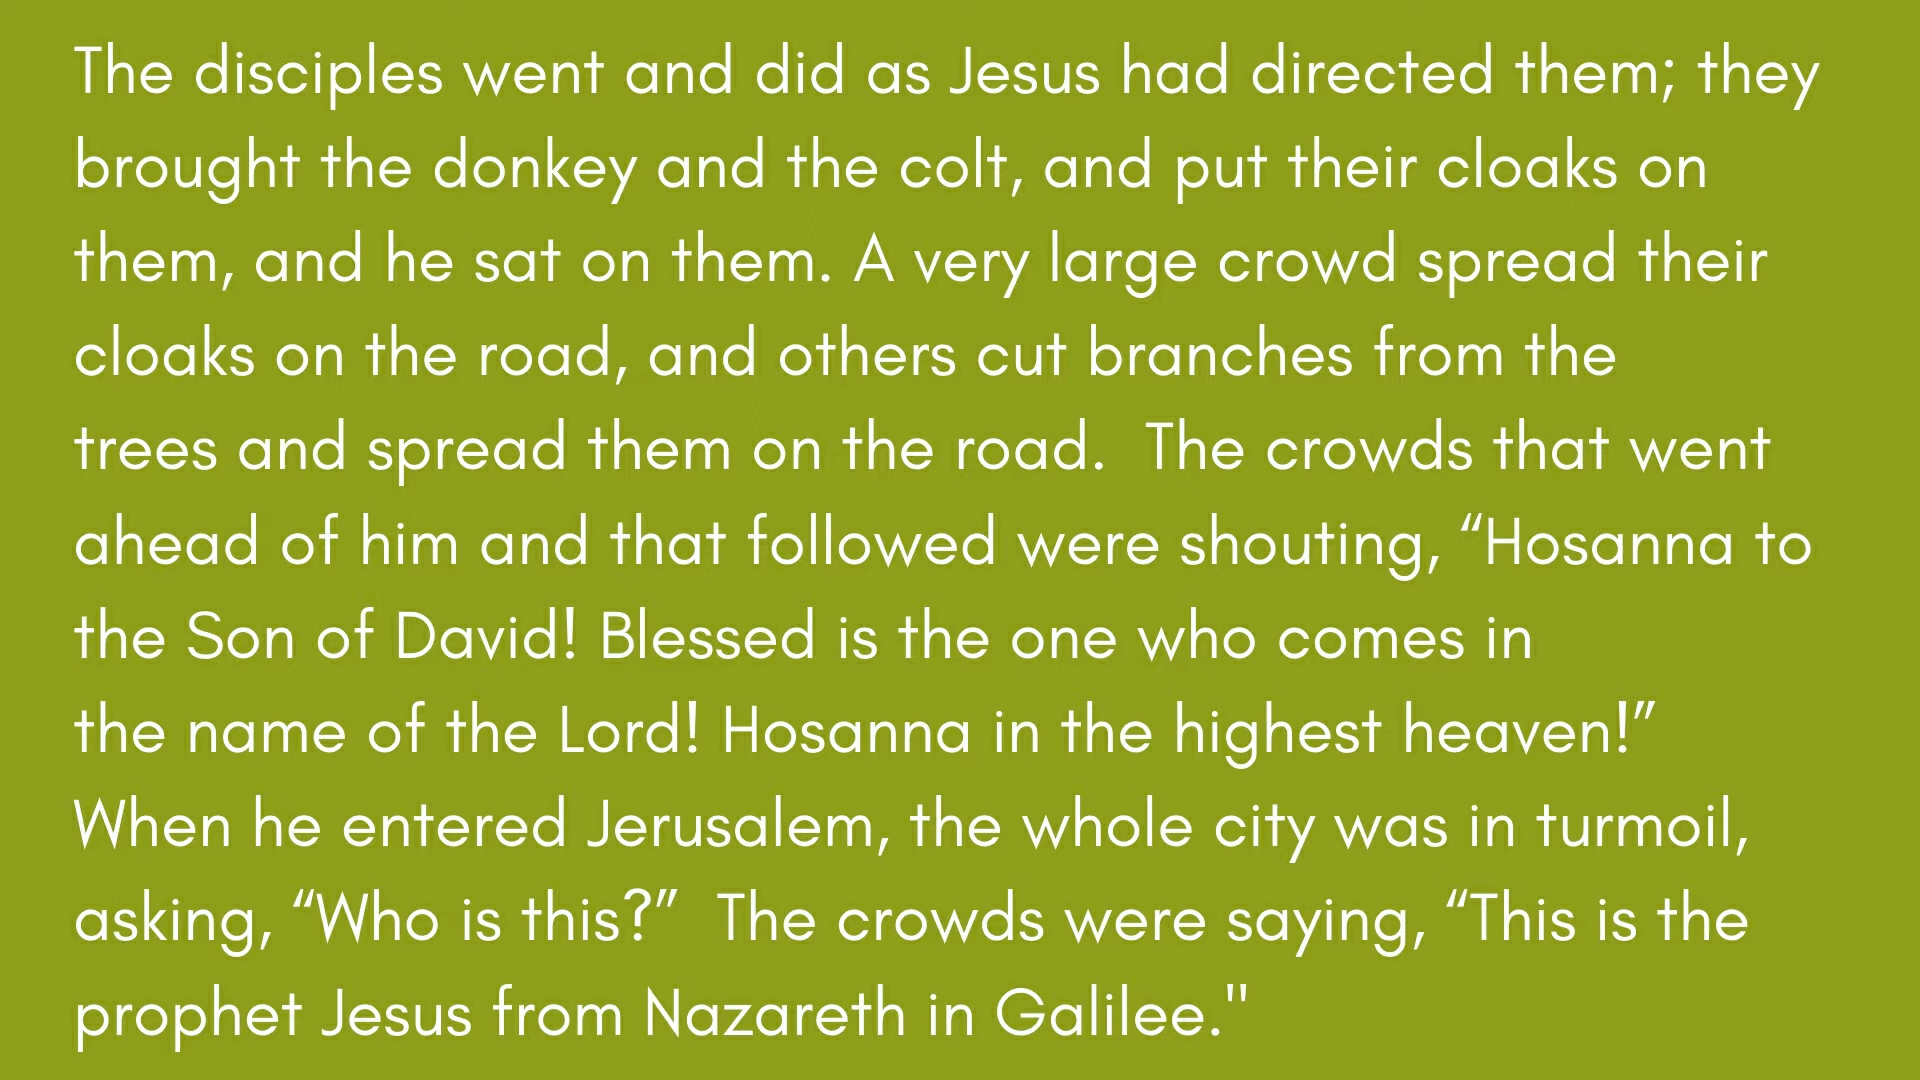 The disciples went and did as Jesus had directed them; they
brought the donkey and the colt, and put their cloaks on
them, and he sat on them. A very large crowd spread their
cloaks on the road, and others cut branches from the
trees and spread them on the road.  The crowds that went
ahead of him and that followed were shouting, “Hosanna to
the Son of David! Blessed is the one who comes in
the name of the Lord! Hosanna in the highest heaven!”
When he entered Jerusalem, the whole city was in turmoil,
asking, “Who is this?”  The crowds were saying, “This is the
prophet Jesus from Nazareth in Galilee."